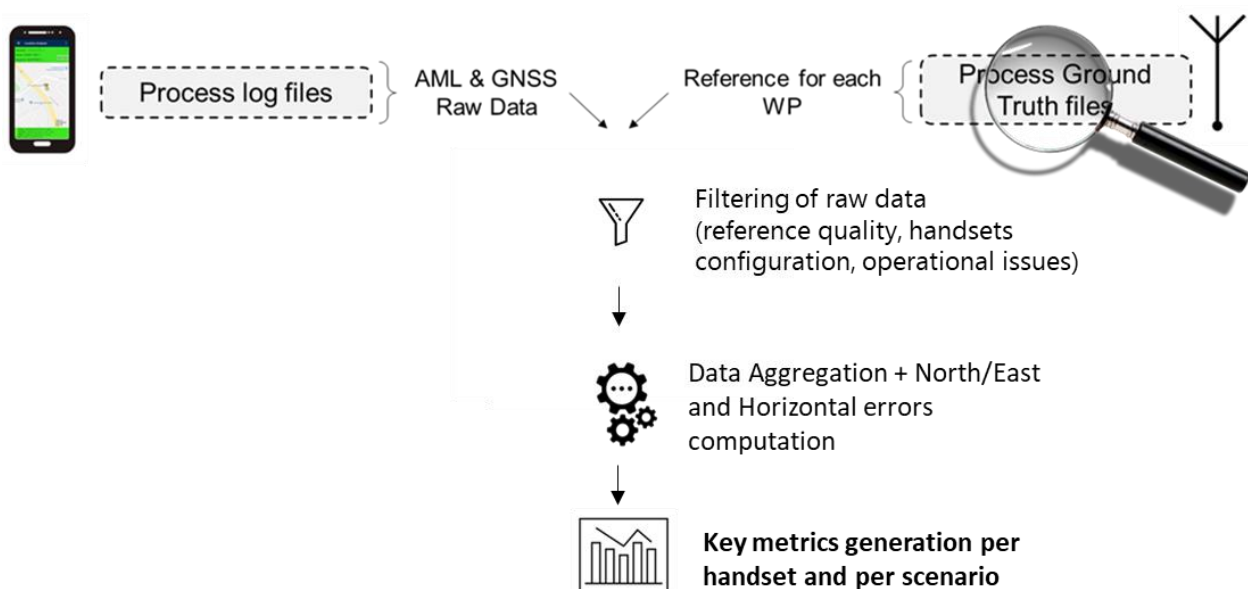 Process log files
AML & GNSS
Raw Data
Reference for each
WP
Process Ground
Truth files
Filtering of raw data
(reference quality, handsets
configuration, operational issues)
Data Aggregation + North/East
and Horizontal errors
computation
Key metrics generation per
handset and per scenario